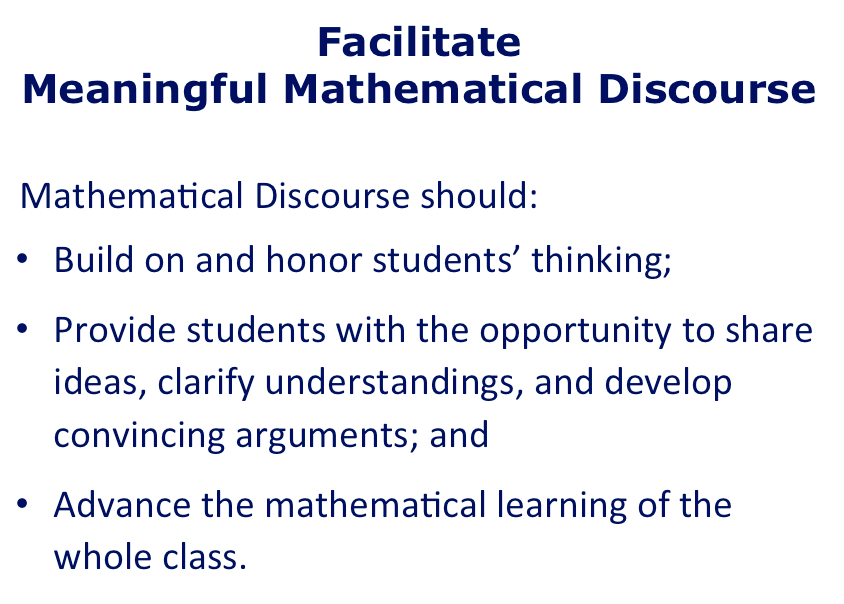 Facilitate
Meaningful Mathematical Discourse
Mathematical Discourse should:
• Build on and honor students’ thinking;
• Provide students with the opportunity to share
ideas, clarify understandings, and develop
convincing arguments; and
• Advance the mathematical learning of the
whole class.